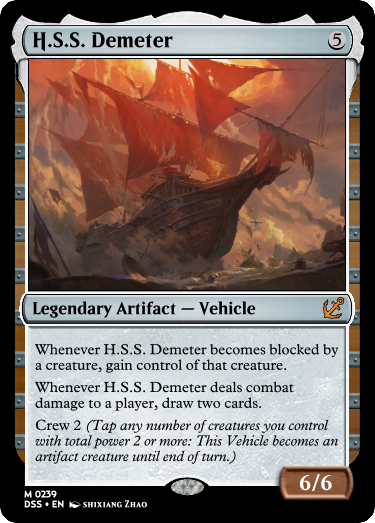 H.S.S. Demeter 5
Legendary Artifact — Vehicle
Whenever H.S.S. Demeter becomes blocked by
a creature, gain control of that creature.
Whenever H.S.S. Demeter deals combat
damage to a player, draw two cards.
Crew 2 (Tap any number of creatures you control
with total power 2 or more: This Vehicle becomes an
artifact creature until end of turn.)
6/6
M 0239
DSS • EN SHIXIANG ZHAO